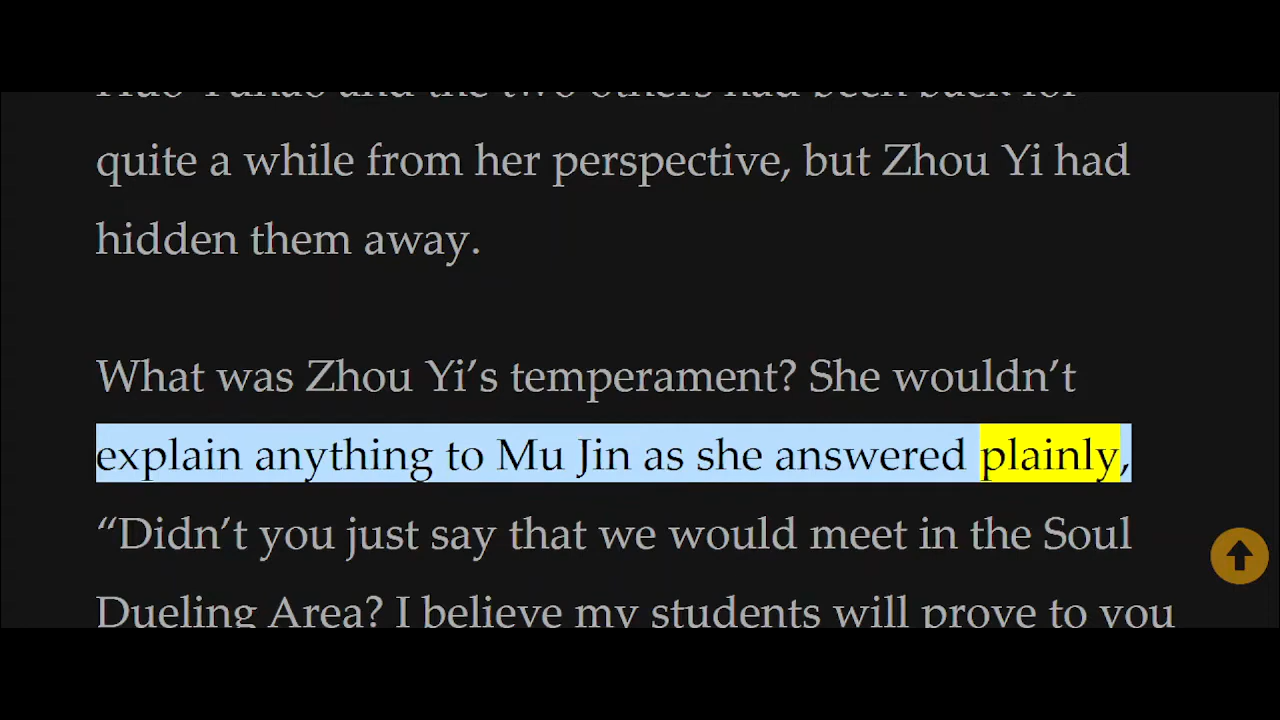 quite a while from her perspective, but Zhou Yi had
hidden them away.
What was Zhou Yi’s temperament? She wouldn’t
explain anything to Mu Jin as she answered plainly,
“Didn’t you just say that we would meet in the Soul
Dueling Area? I believe my students will prove to you